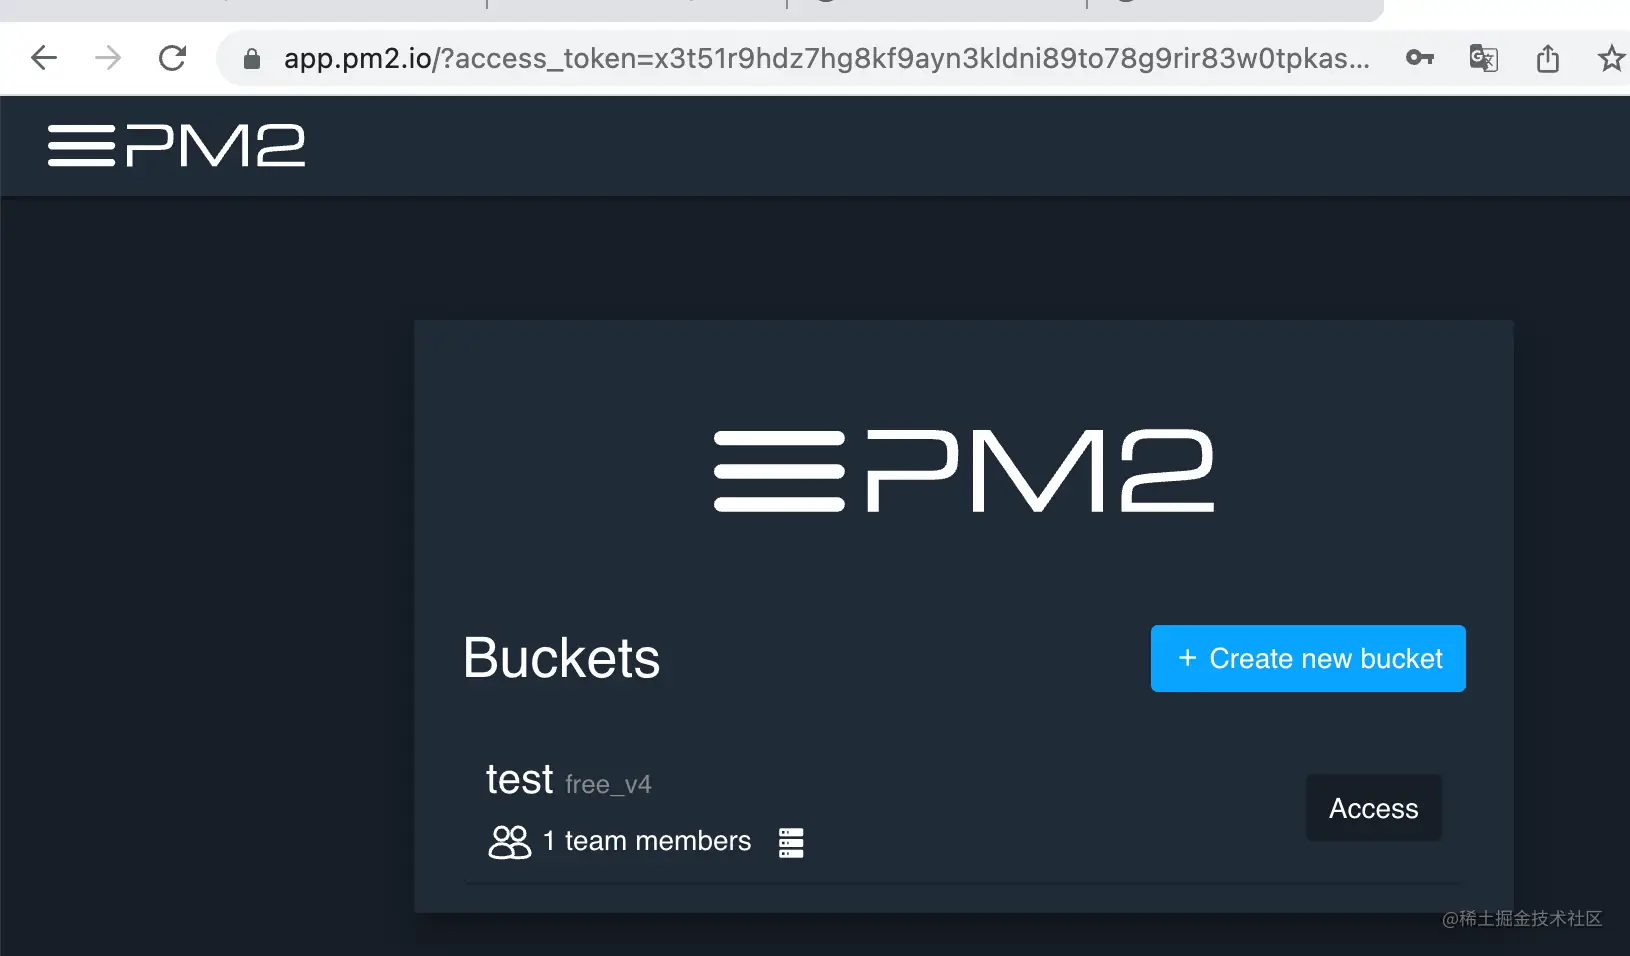 app.pm2.io/?access_token=x3t51r9hdz7hg8kf9ayn3kldni89to78g9rir83w0tpkas...
PM2
PM2
Buckets
+ Create new bucket
test free_v4
1 team members
Access
@稀土掘金技术社区